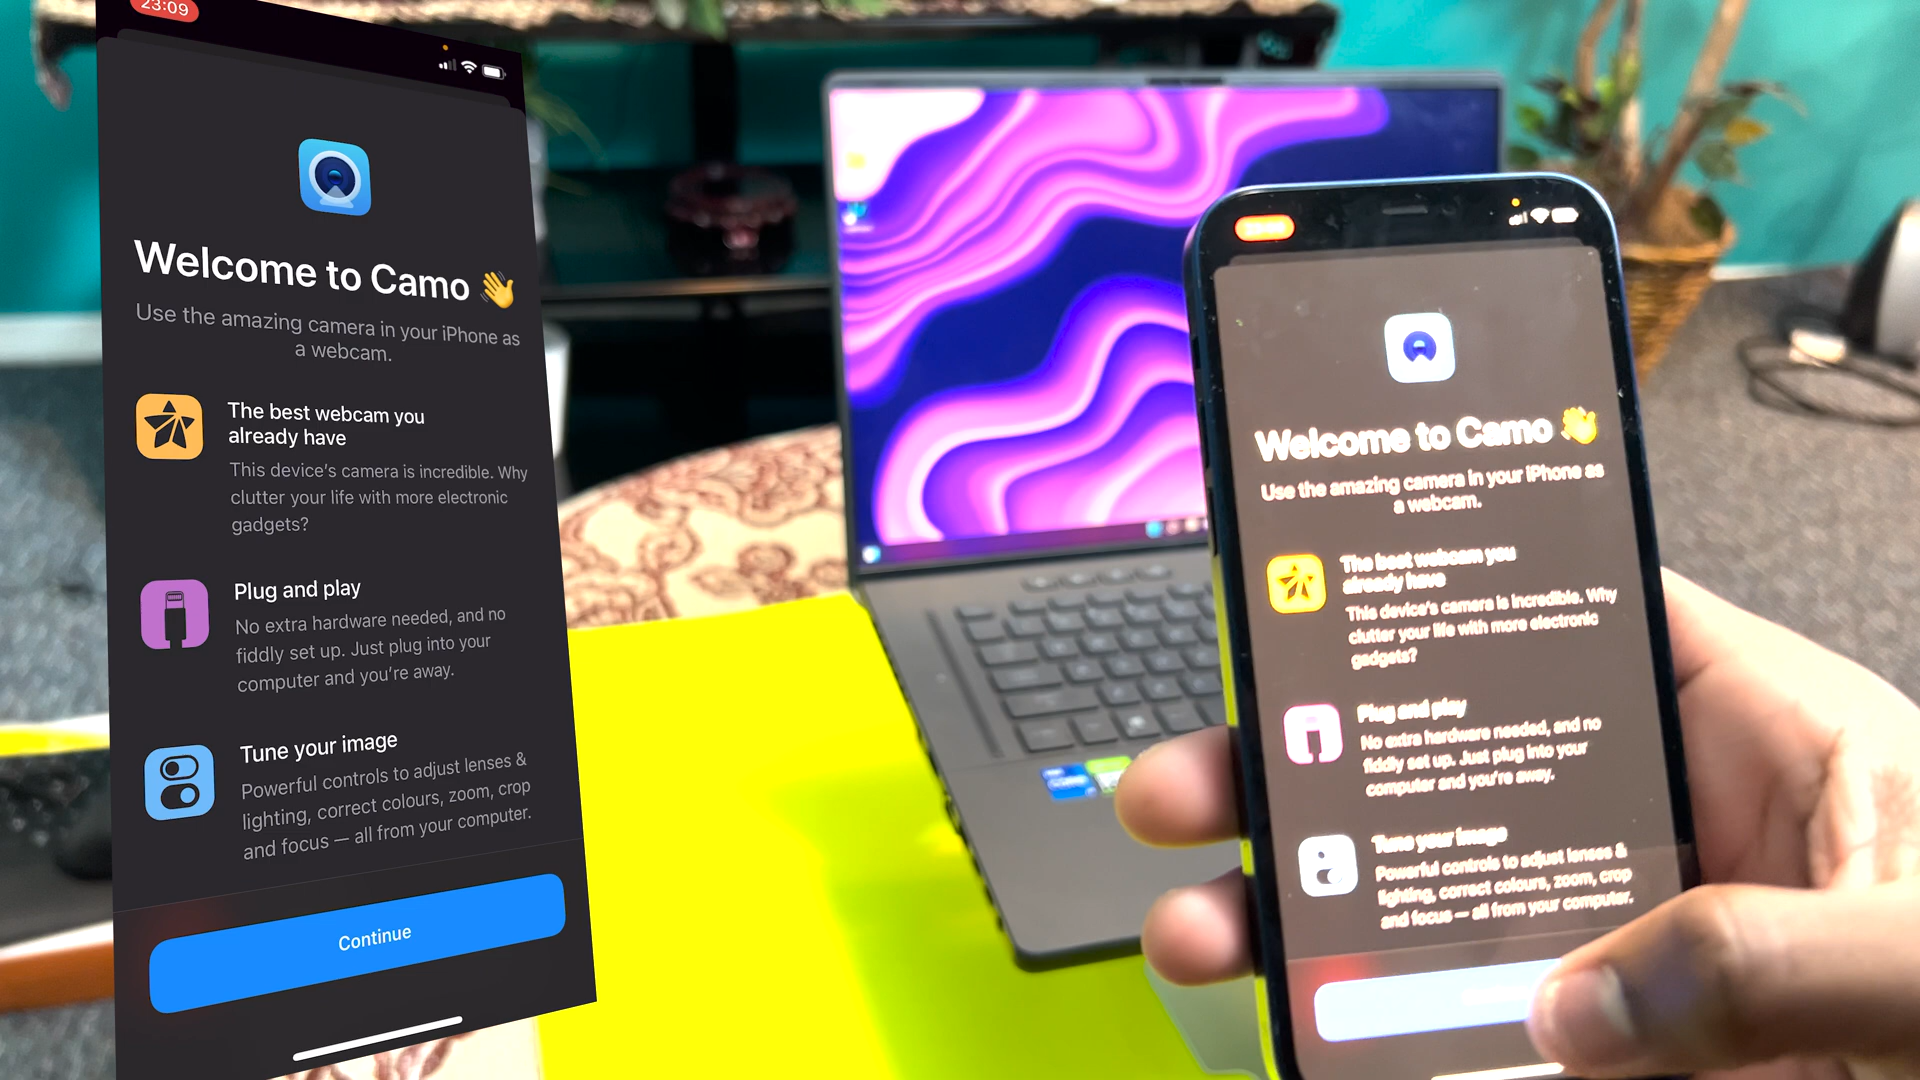 23:09
Welcome to Camo 👋
Use the amazing camera in your iPhone as
a webcam.
The best webcam you
already have
This device's camera is incredible. Why
clutter your life with more electronic
gadgets?
Plug and play
No extra hardware needed, and no
fiddly set up. Just plug into your
computer and you're away.
Tune your image
Powerful controls to adjust lenses &
lighting, correct colours, zoom, crop
and focus — all from your computer.
Continue
Welcome to Camo 👋
Use the amazing camera in your iPhone as
a webcam.
The best webcam you
already have
This device's camera is incredible. Why
clutter your life with more electronic
gadgets?
Plug and play
No extra hardware needed, and no
fiddly set up. Just plug into your
computer and you're away.
Tune your image
Powerful controls to adjust lenses &
lighting, correct colours, zoom, crop
and focus — all from your computer.